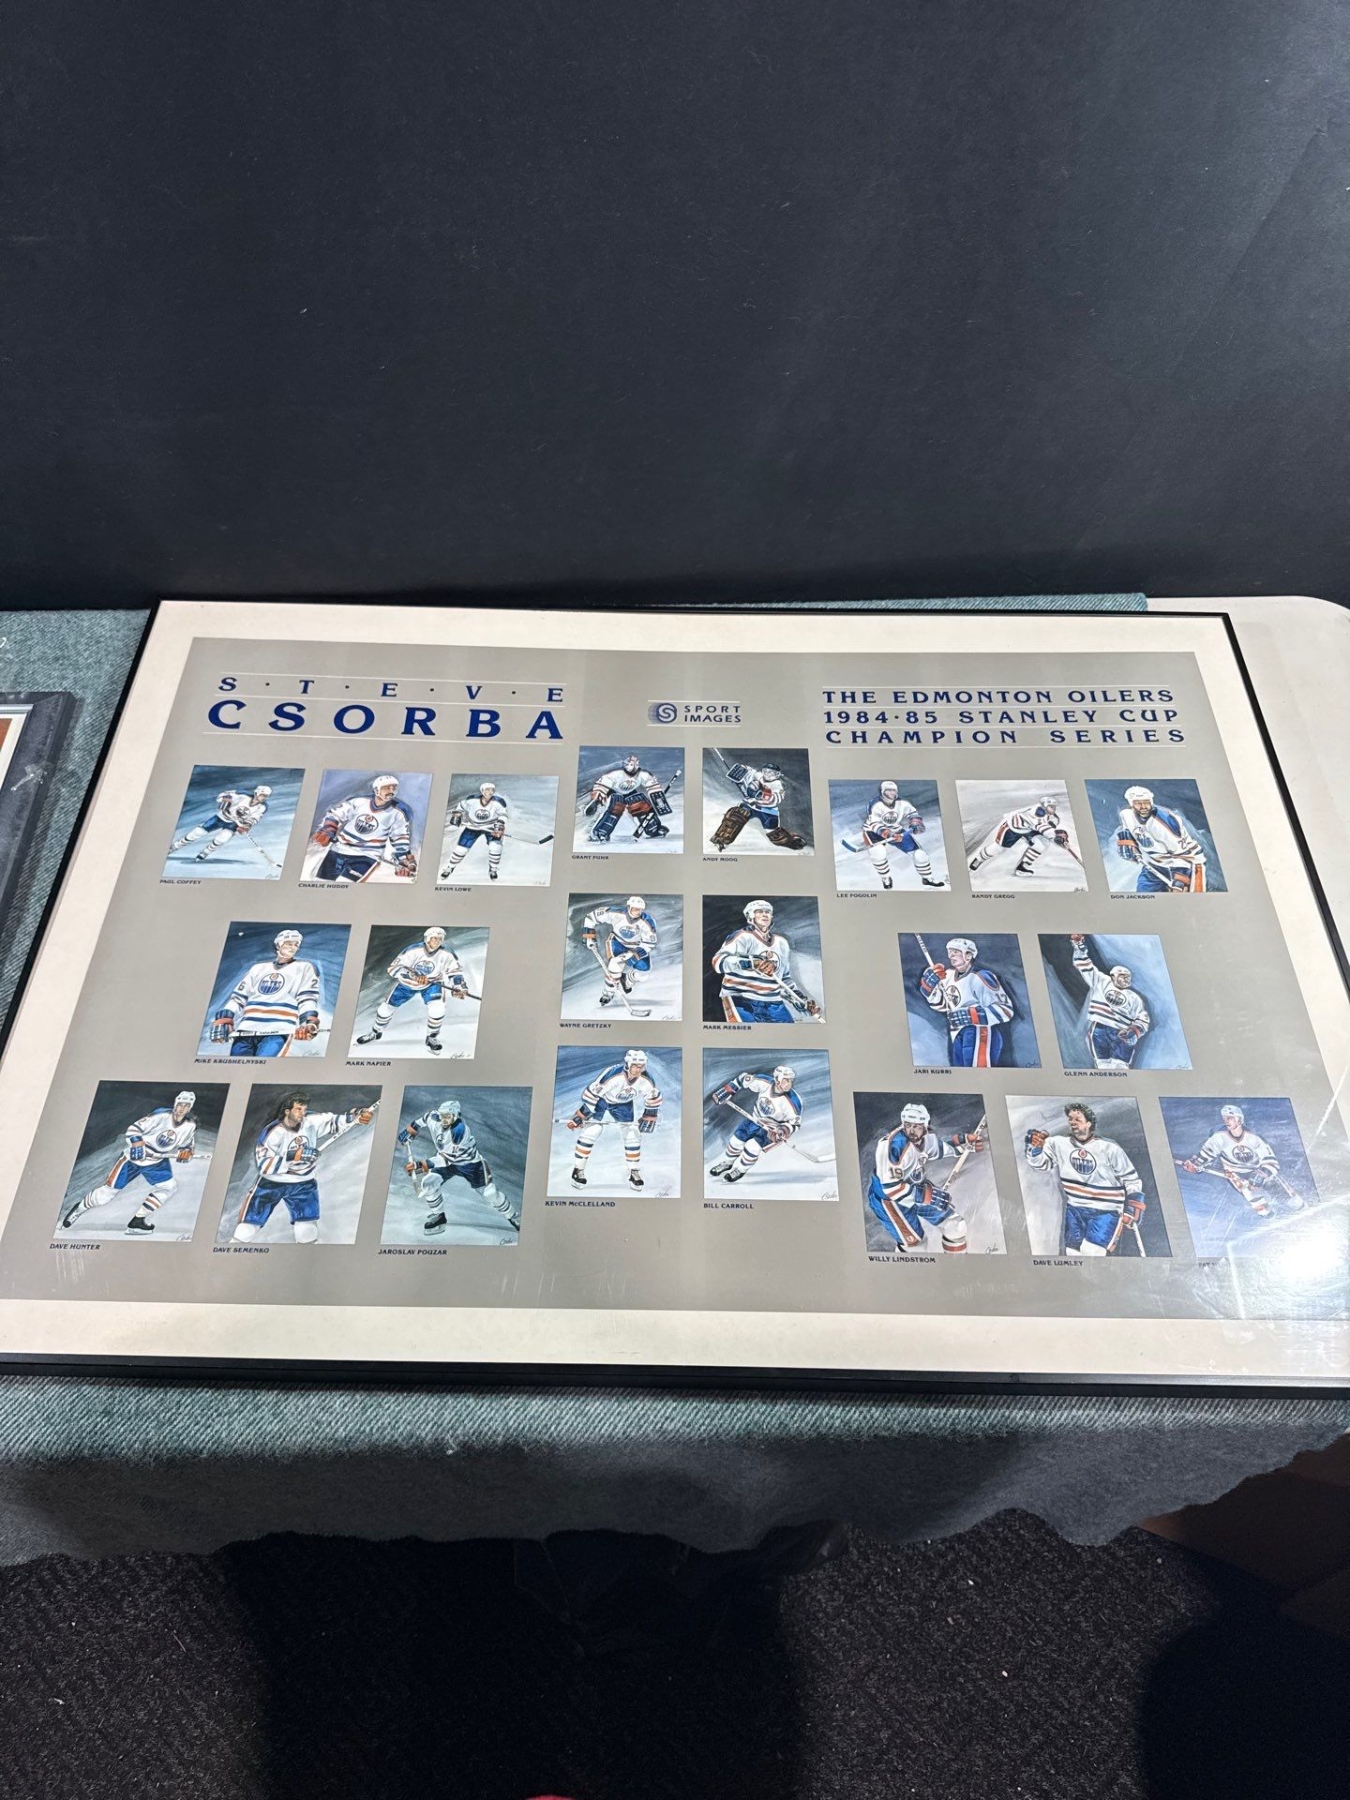 S·T·E·V·E
CSORBA
SPORT
IMAGES
THE EDMONTON OILERS
1984·85 STANLEY CUP
CHAMPION SERIES
PAUL COFFEY
CHARLIE HUDDY
KEVIN LOWE
GRANT FUHR
ANDY MOOG
LEE FOGOLIN
RANDY GREGG
DON JACKSON
MIKE KRUSHELNYSKI
MARK NAPIER
WAYNE GRETZKY
MARK MESSIER
JARI KURRI
GLENN ANDERSON
DAVE HUNTER
DAVE SEMENKO
JAROSLAV POUZAR
KEVIN McCLELLAND
BILL CARROLL
WILLY LINDSTROM
DAVE LUMLEY